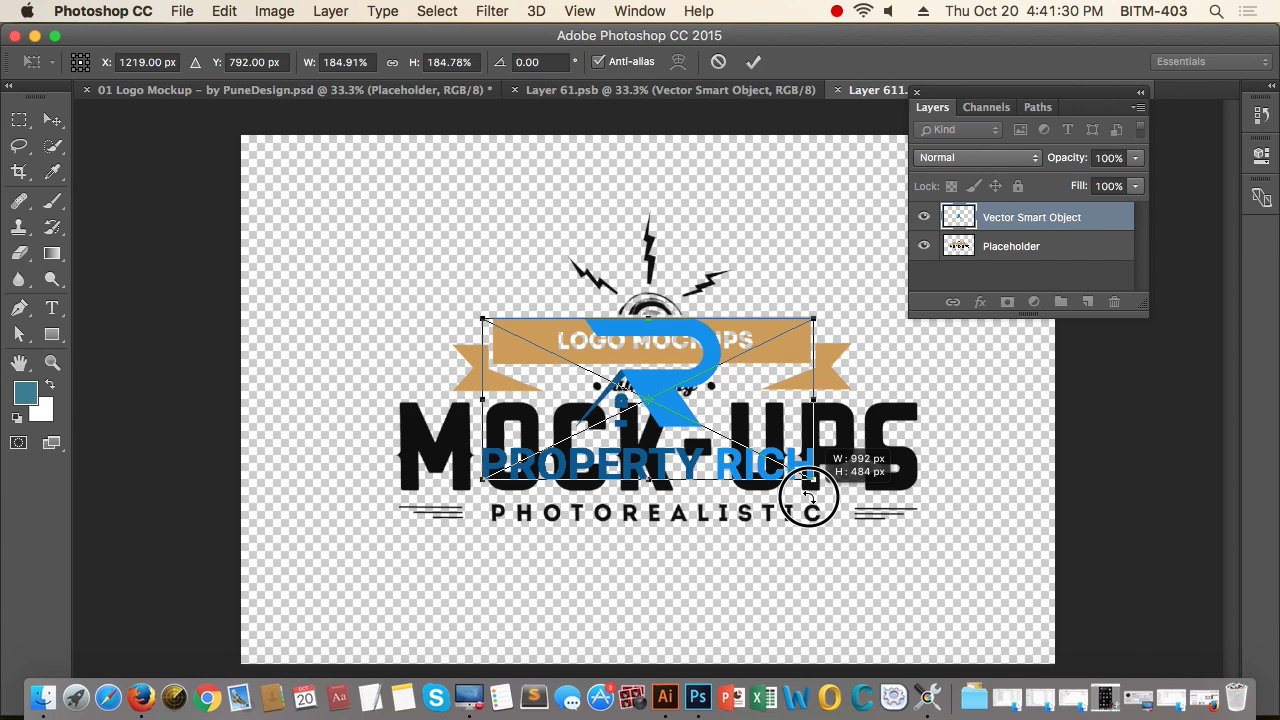 Photoshop CC File Edit Image Layer Type Select Filter 3D View Window Help Thu Oct 20 4:41:30 PM BITM-403
Adobe Photoshop CC 2015
X: 1219.00 px Y: 792.00 px W: 184.91% H: 184.78% 0.00 ° Anti-alias Essentials
01 Logo Mockup - by PuneDesign.psd @ 33.3% (Placeholder, RGB/8) * Layer 61.psb @ 33.3% (Vector Smart Object, RGB/8) Layer 611.
Layers Channels Paths
Kind
Normal Opacity: 100%
Lock: Fill: 100%
Vector Smart Object
Placeholder
LOGO MOCKUPS
MOCK-UPS
PROPERTY RICH
W : 992 px
H : 484 px
PHOTOREALISTIC